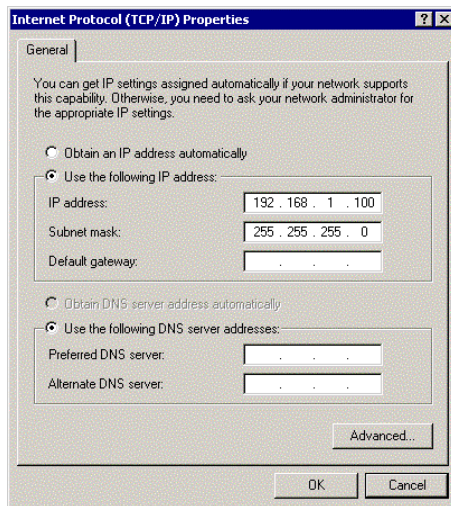 Internet Protocol (TCP/IP) Properties
General
You can get IP settings assigned automatically if your network supports
this capability. Otherwise, you need to ask your network administrator for
the appropriate IP settings.
Obtain an IP address automatically
Use the following IP address:
IP address: 192 . 168 . 1 . 100
Subnet mask: 255 . 255 . 255 . 0
Default gateway: . . .
Obtain DNS server address automatically
Use the following DNS server addresses:
Preferred DNS server: . . .
Alternate DNS server: . . .
Advanced...
OK Cancel